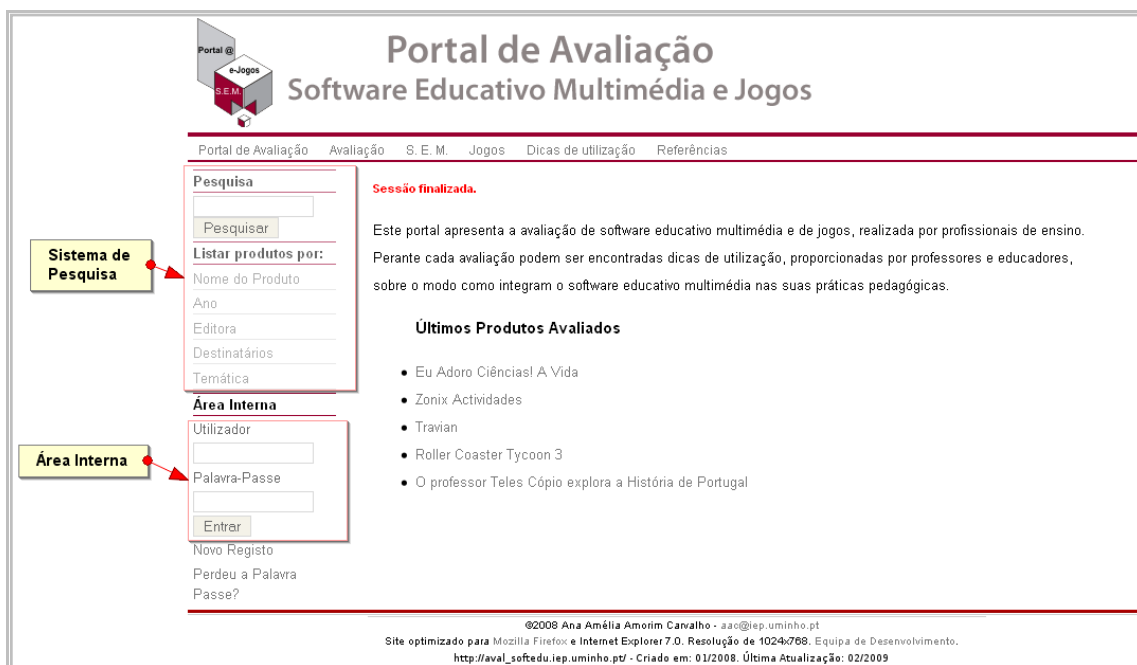 Portal @
e-Jogos
S.E.M.
Portal de Avaliação
Software Educativo Multimédia e Jogos
Portal de Avaliação Avaliação S. E. M. Jogos Dicas de utilização Referências
Pesquisa
Pesquisar
Listar produtos por:
Nome do Produto
Ano
Editora
Destinatários
Temática
Sistema de
Pesquisa
Área Interna
Utilizador
Palavra-Passe
Entrar
Novo Registo
Perdeu a Palavra
Passe?
Área Interna
Sessão finalizada.
Este portal apresenta a avaliação de software educativo multimédia e de jogos, realizada por profissionais de ensino.
Perante cada avaliação podem ser encontradas dicas de utilização, proporcionadas por professores e educadores,
sobre o modo como integram o software educativo multimédia nas suas práticas pedagógicas.
Últimos Produtos Avaliados
Eu Adoro Ciências! A Vida
Zonix Actividades
Travian
Roller Coaster Tycoon 3
O professor Teles Cópio explora a História de Portugal
©2008 Ana Amélia Amorim Carvalho - aac@iep.uminho.pt
Site optimizado para Mozilla Firefox e Internet Explorer 7.0. Resolução de 1024x768. Equipa de Desenvolvimento.
http://aval_softedu.iep.uminho.pt/ - Criado em: 01/2008. Última Atualização: 02/2009